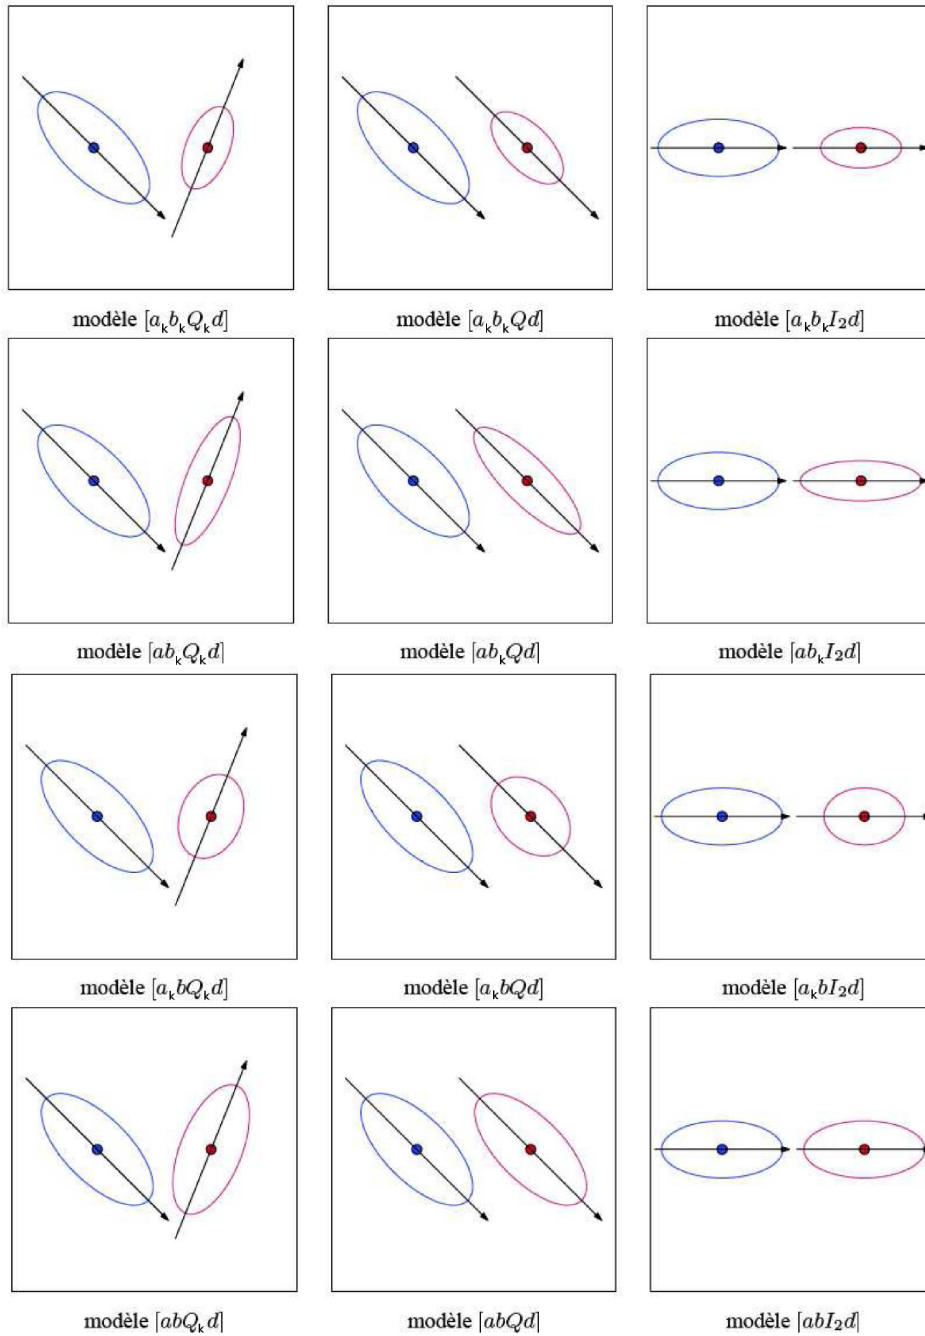 modèle [a_k b_k Q_k d] modèle [a_k b_k Q d] modèle [a_k b_k I_2 d]
modèle [a b_k Q_k d] modèle [a b_k Q d] modèle [a b_k I_2 d]
modèle [a_k b Q_k d] modèle [a_k b Q d] modèle [a_k b I_2 d]
modèle [a b Q_k d] modèle [a b Q d] modèle [a b I_2 d]